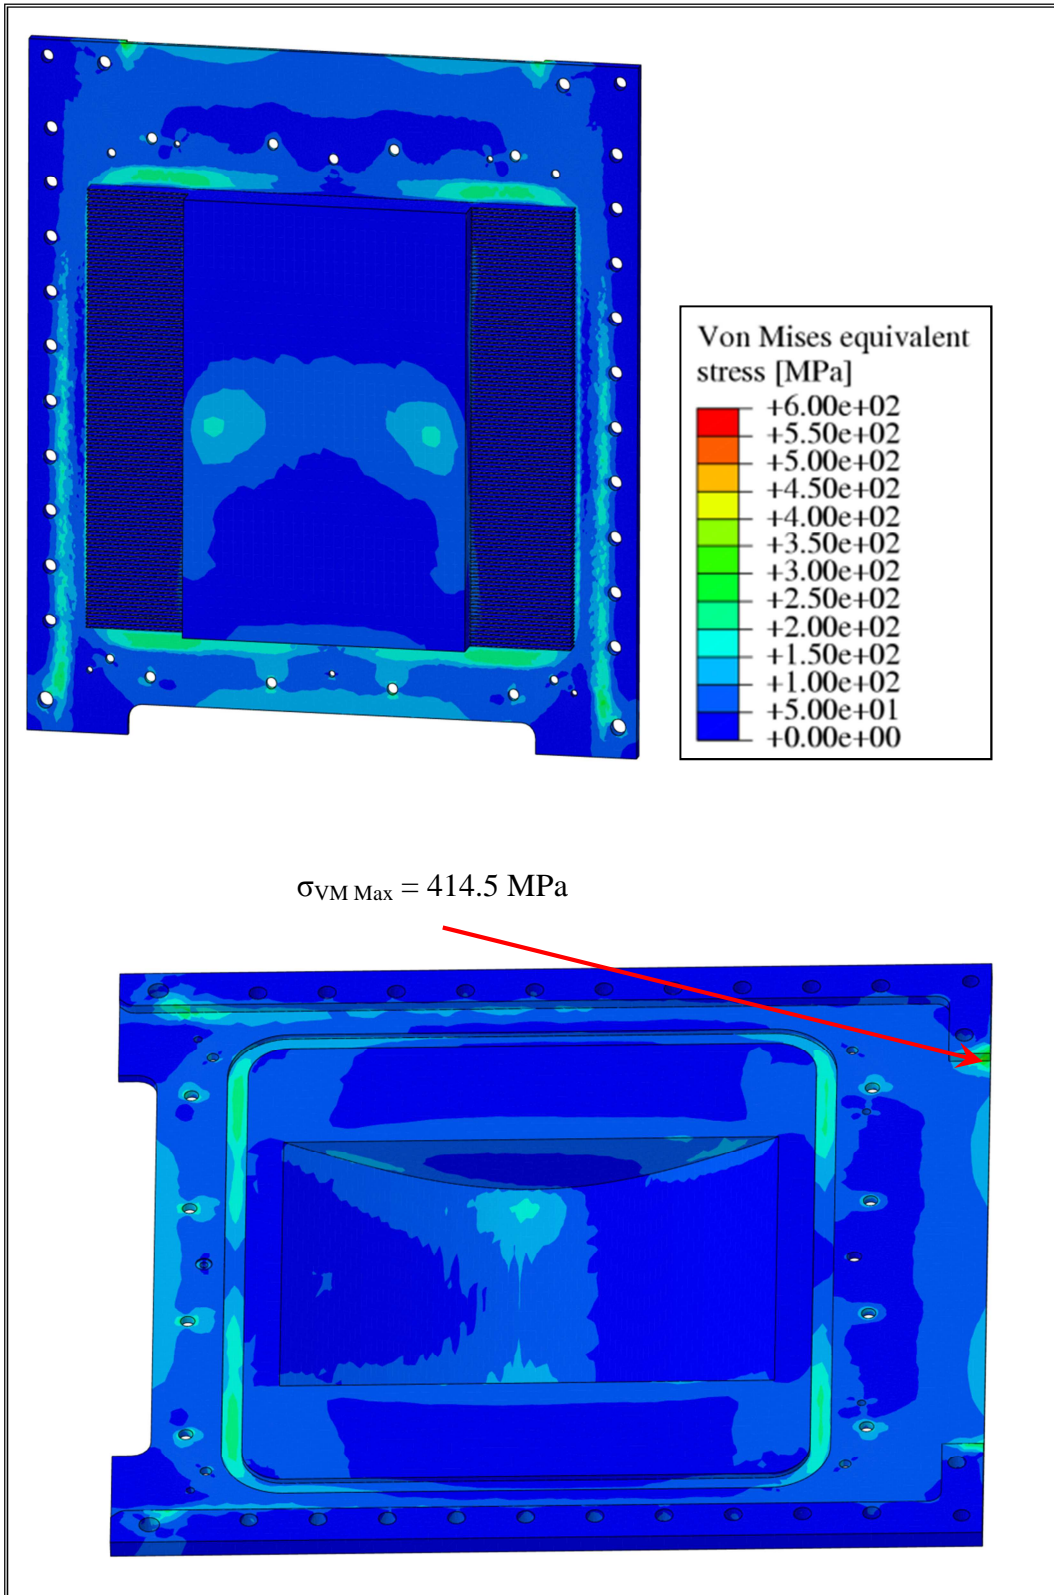 Von Mises equivalent
stress [MPa]
+6.00e+02
+5.50e+02
+5.00e+02
+4.50e+02
+4.00e+02
+3.50e+02
+3.00e+02
+2.50e+02
+2.00e+02
+1.50e+02
+1.00e+02
+5.00e+01
+0.00e+00
σVM Max = 414.5 MPa